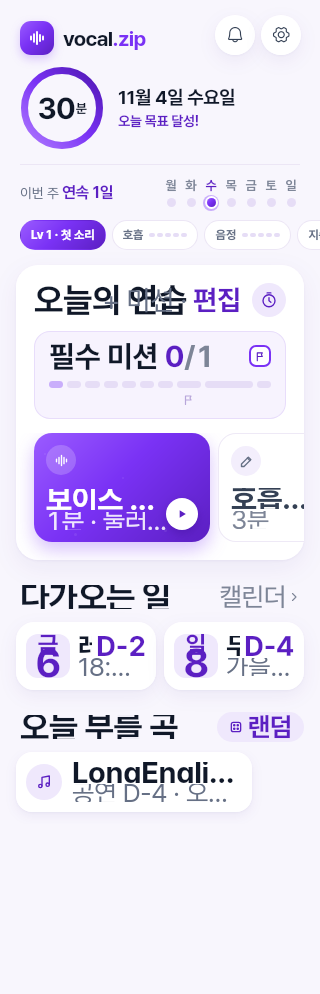 vocal.zip
30분
11월 4일 수요일
오늘 목표 달성!
이번 주 연속 1일
월 화 수 목 금 토 일
Lv 1 · 첫 소리
호흡
음정
오늘의 연습
+ 미션
편집
필수 미션 0/1
보이스 ...
1분 · 눌러...
호흡...
3분
다가오는 일
캘린더 ›
금
6
D-2
18:...
일
8
D-4
가을...
오늘 부를 곡
랜덤
LongEngli...
공연 D-4 · 오...